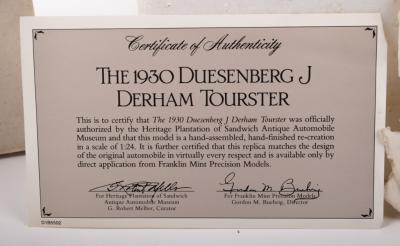 Certificate of Authenticity
THE 1930 DUESENBERG J
DERHAM TOURSTER
This is to certify that The 1930 Duesenberg J Derham Tourster was officially
authorized by the Heritage Plantation of Sandwich Antique Automobile
Museum and that this model is a hand-assembled, hand-finished re-creation
in a scale of 1:24. It is further certified that this replica matches the design
of the original automobile in virtually every respect and is available only by
direct application from Franklin Mint Precision Models.
For Heritage Plantation of Sandwich
Antique Automobile Museum
G. Robert Melber, Curator
Gordon M. Buehrig
For Franklin Mint Precision Models
Gordon M. Buehrig, Director